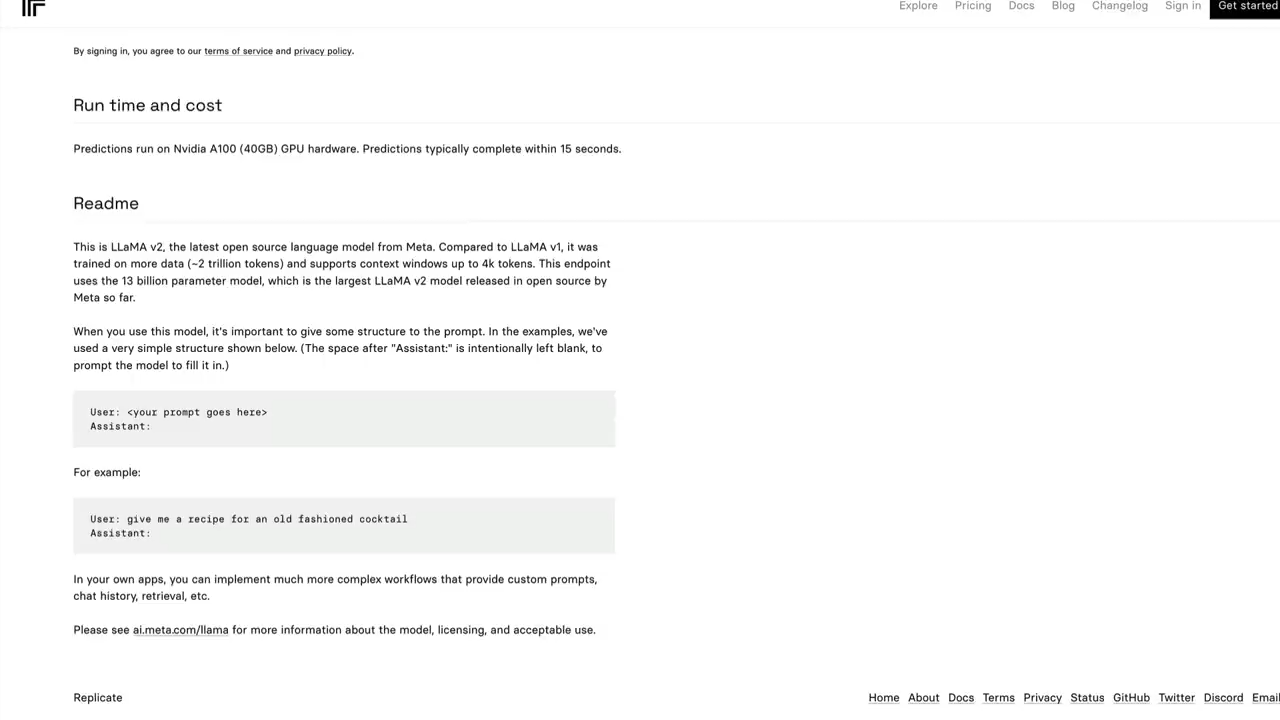 Explore Pricing Docs Blog Changelog Sign in Get started
By signing in, you agree to our terms of service and privacy policy.
Run time and cost
Predictions run on Nvidia A100 (40GB) GPU hardware. Predictions typically complete within 15 seconds.
Readme
This is LLaMA v2, the latest open source language model from Meta. Compared to LLaMA v1, it was
trained on more data (~2 trillion tokens) and supports context windows up to 4k tokens. This endpoint
uses the 13 billion parameter model, which is the largest LLaMA v2 model released in open source by
Meta so far.
When you use this model, it's important to give some structure to the prompt. In the examples, we've
used a very simple structure shown below. (The space after "Assistant:" is intentionally left blank, to
prompt the model to fill it in.)
User: <your prompt goes here>
Assistant:
For example:
User: give me a recipe for an old fashioned cocktail
Assistant:
In your own apps, you can implement much more complex workflows that provide custom prompts,
chat history, retrieval, etc.
Please see ai.meta.com/llama for more information about the model, licensing, and acceptable use.
Replicate Home About Docs Terms Privacy Status GitHub Twitter Discord Email